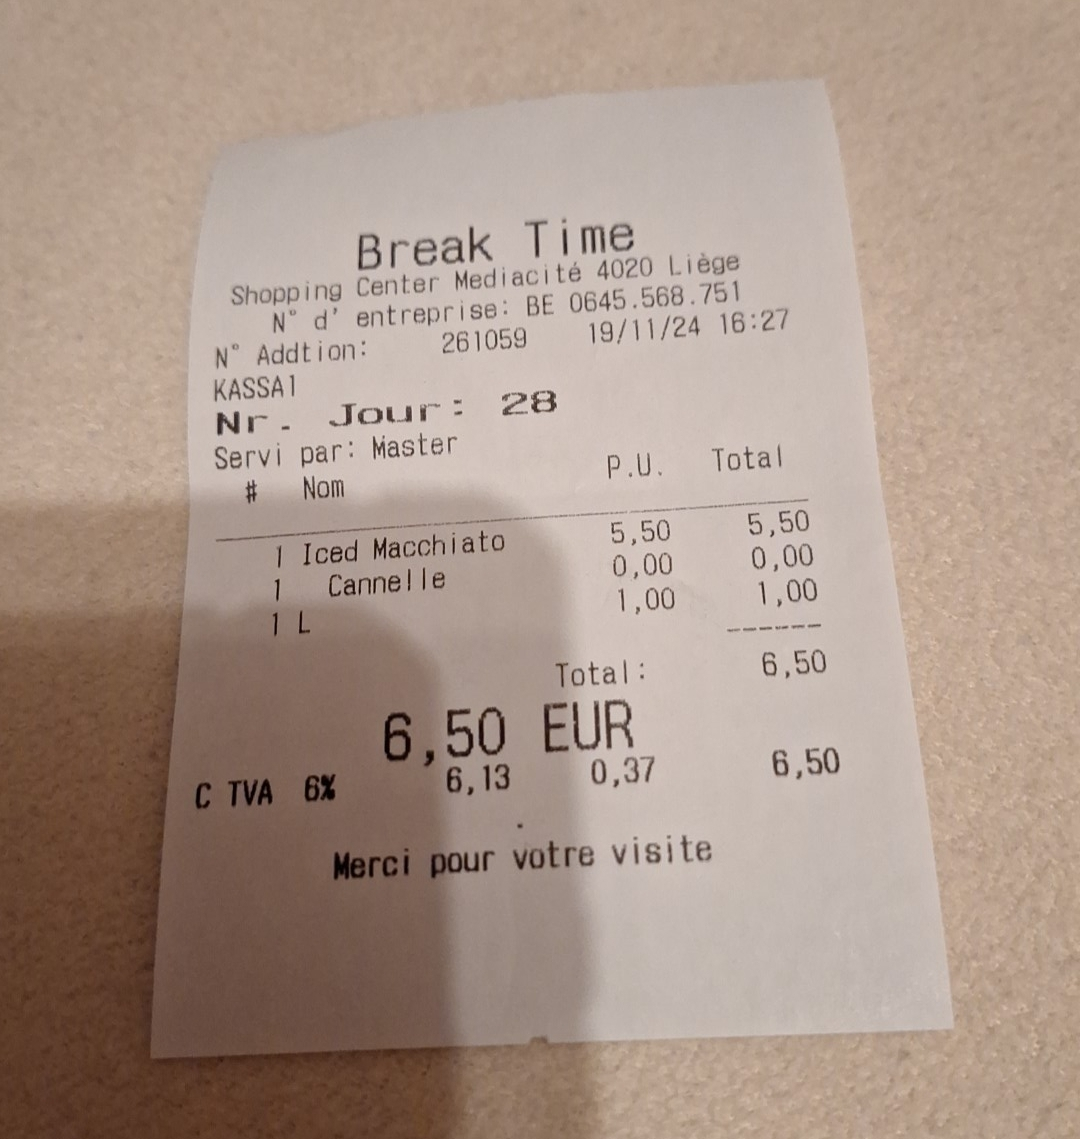 Break Time
Shopping Center Mediacité 4020 Liège
N° d' entreprise: BE 0645.568.751
N° Addtion: 261059 19/11/24 16:27
KASSA1
Nr. Jour: 28
Servi par: Master
# Nom P.U. Total
1 Iced Macchiato 5,50 5,50
1 Cannelle 0,00 0,00
1 L 1,00 1,00
------
Total: 6,50
6,50 EUR
C TVA 6% 6,13 0,37 6,50
Merci pour votre visite